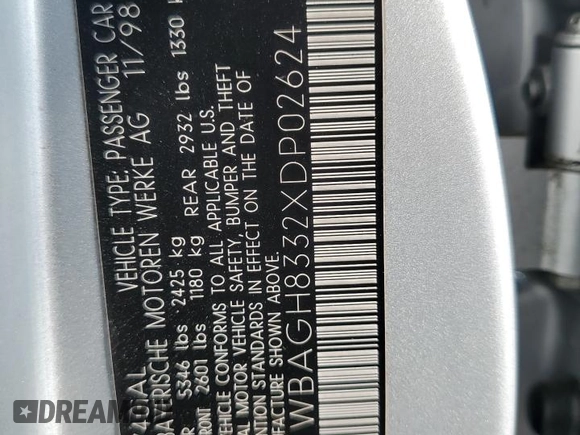 740iAL
VEHICLE TYPE: PASSENGER CAR
BAYERISCHE MOTOREN WERKE AG 11/98
5346 lbs 2425 kg
FRONT 2601 lbs 1180 kg REAR 2932 lbs 1330 k
VEHICLE CONFORMS TO ALL APPLICABLE U.S.
MOTOR VEHICLE SAFETY, BUMPER AND THEFT
STANDARDS IN EFFECT ON THE DATE OF
SHOWN ABOVE.
WBAGH8332XDP02624
DREAM